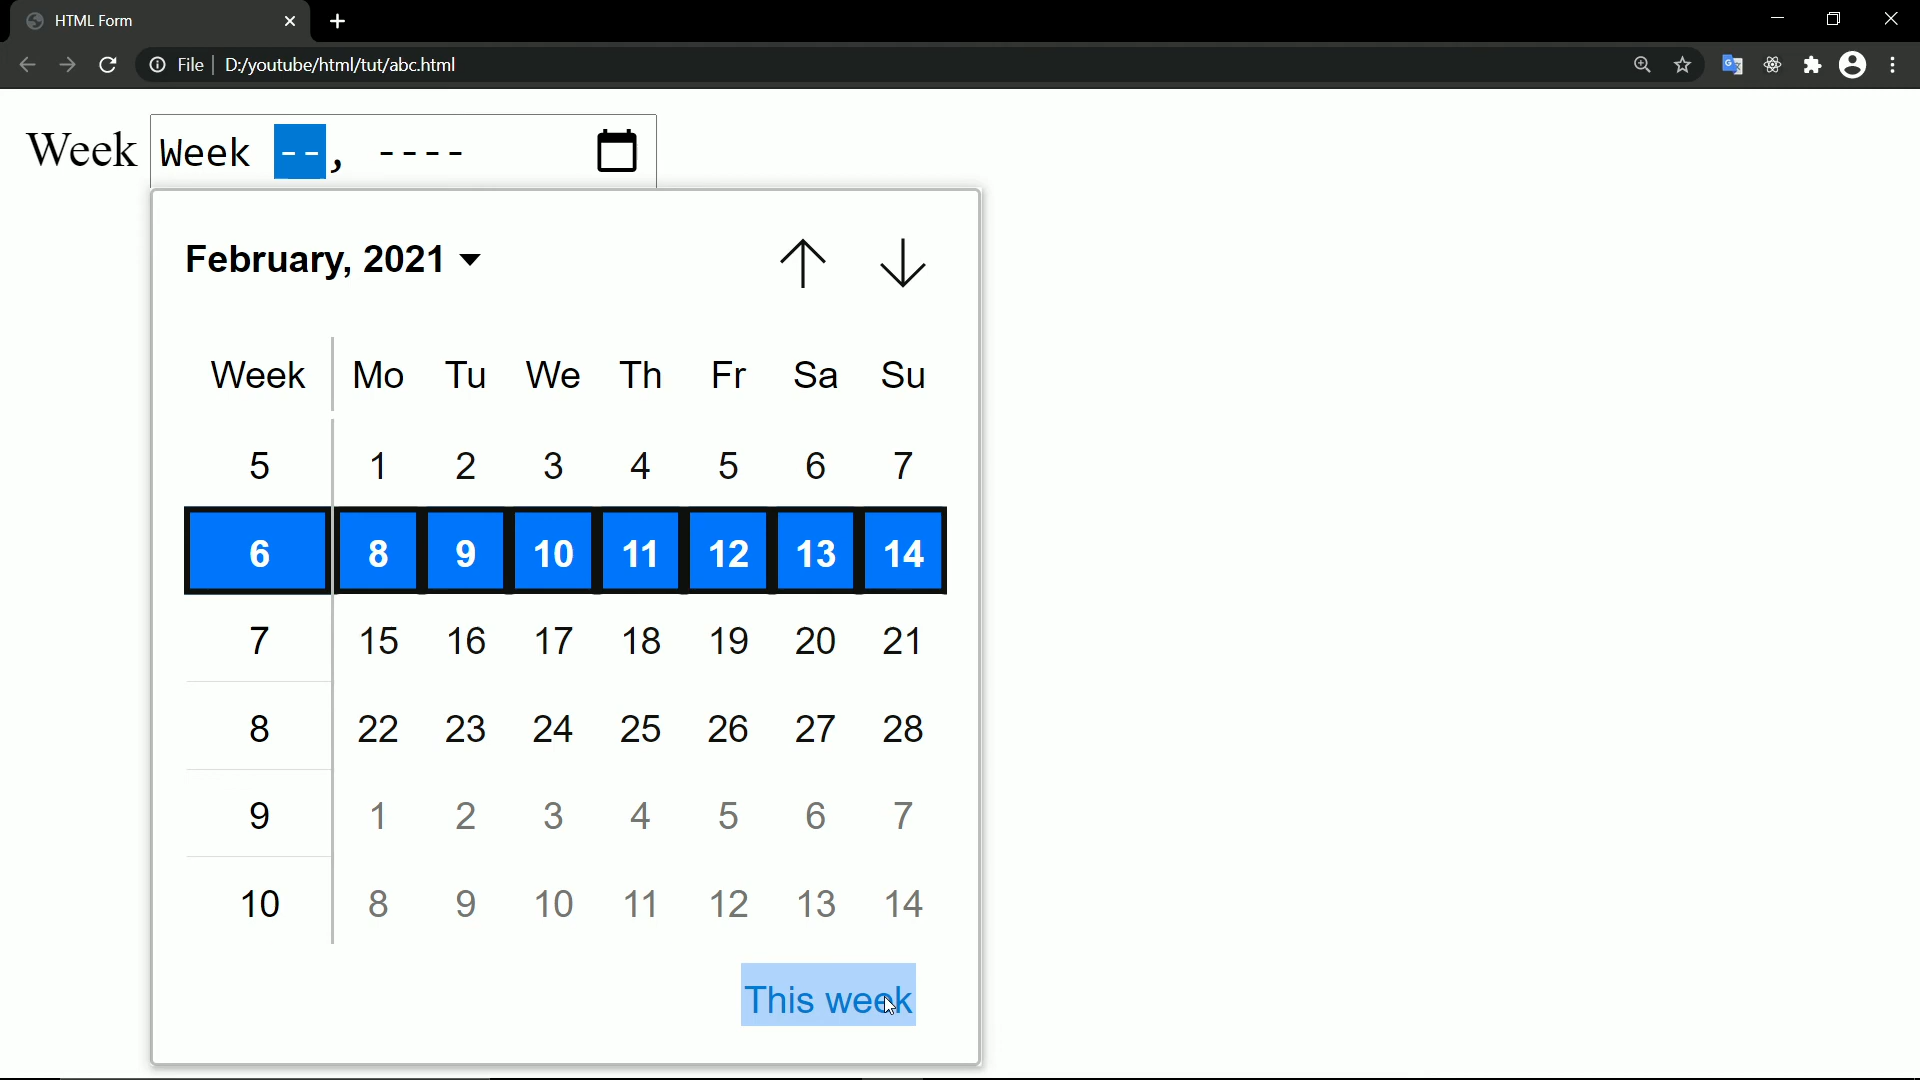 HTML Form
File | D:/youtube/html/tut/abc.html
Week Week --, ----
February, 2021
Week Mo Tu We Th Fr Sa Su
5 1 2 3 4 5 6 7
6 8 9 10 11 12 13 14
7 15 16 17 18 19 20 21
8 22 23 24 25 26 27 28
9 1 2 3 4 5 6 7
10 8 9 10 11 12 13 14
This week